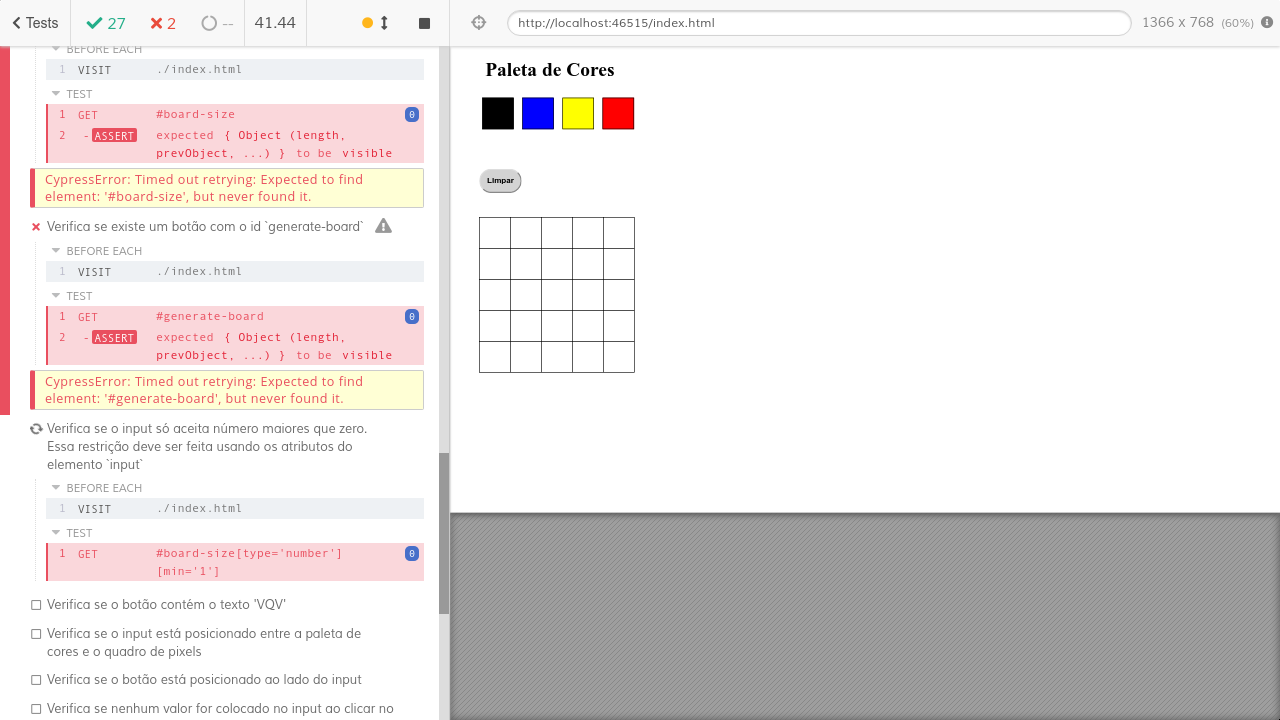 Tests
27
2
--
41.44
http://localhost:46515/index.html
1366 x 768 (60%)
BEFORE EACH
1 VISIT ./index.html
TEST
1 GET #board-size 0
2 -ASSERT expected { Object (length,
prevObject, ...) } to be visible
CypressError: Timed out retrying: Expected to find
element: '#board-size', but never found it.
Verifica se existe um botão com o id `generate-board`
BEFORE EACH
1 VISIT ./index.html
TEST
1 GET #generate-board 0
2 -ASSERT expected { Object (length,
prevObject, ...) } to be visible
CypressError: Timed out retrying: Expected to find
element: '#generate-board', but never found it.
Verifica se o input só aceita número maiores que zero.
Essa restrição deve ser feita usando os atributos do
elemento `input`
BEFORE EACH
1 VISIT ./index.html
TEST
1 GET #board-size[type='number'] 0
[min='1']
Verifica se o botão contém o texto 'VQV'
Verifica se o input está posicionado entre a paleta de
cores e o quadro de pixels
Verifica se o botão está posicionado ao lado do input
Verifica se nenhum valor for colocado no input ao clicar no
Paleta de Cores
Limpar